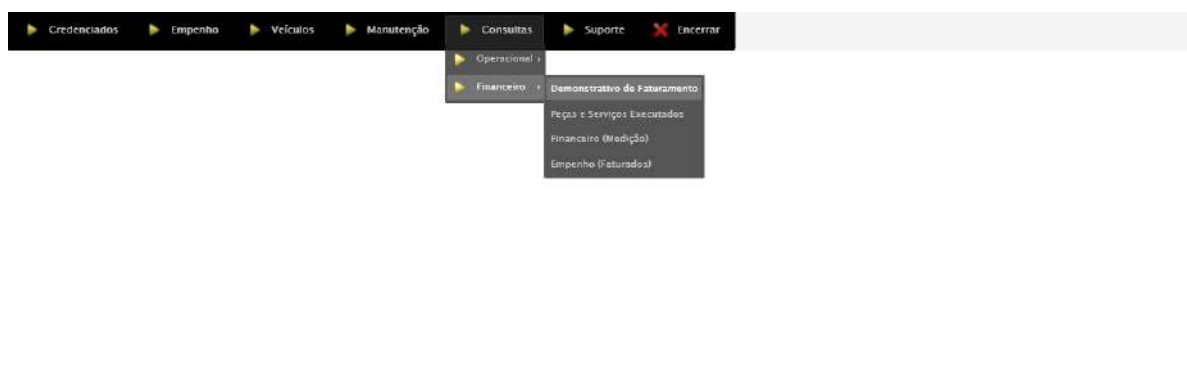 Credenciados Empenho Veículos Manutenção Consultas Suporte Encerrar
Operacional ›
Financeiro › Demonstrativo de Faturamento
Peças e Serviços Executados
Financeiro (Medição)
Empenho (Faturados)